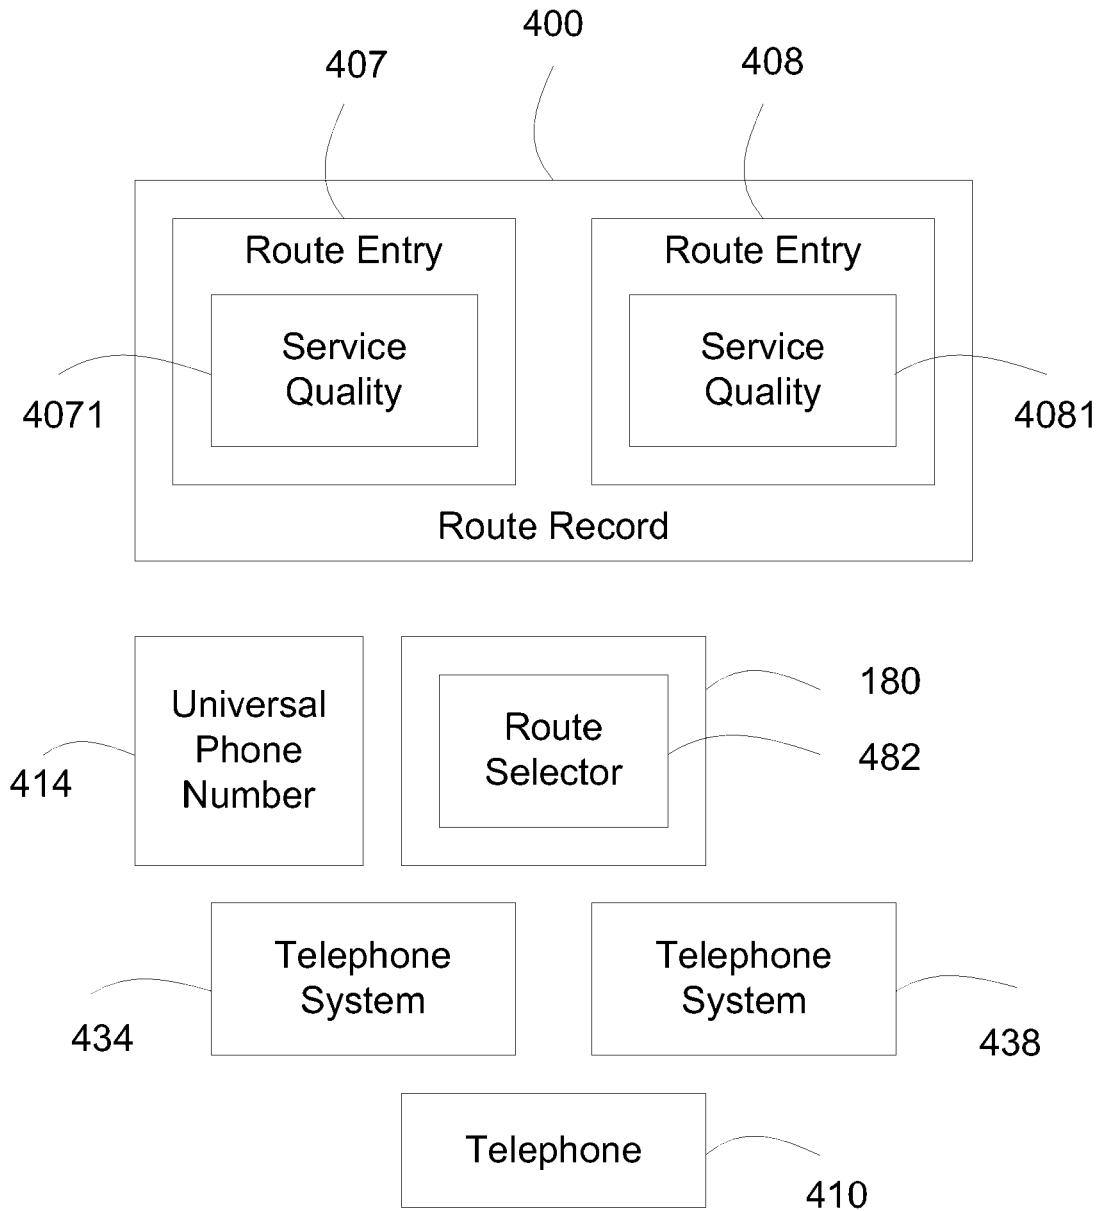 400
407
408
Route Entry
Route Entry
Service
Quality
Service
Quality
4071
4081
Route Record
Universal
Phone
Number
Route
Selector
180
482
414
Telephone
System
Telephone
System
434
438
Telephone
410